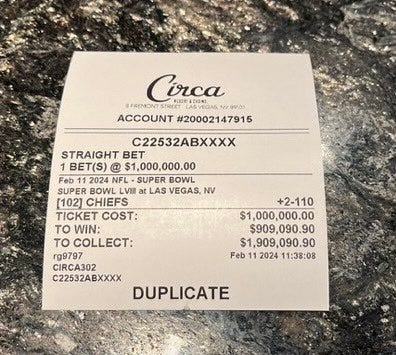 Circa
RESORT & CASINO
8 FREMONT STREET LAS VEGAS, NV 89101
ACCOUNT #20002147915
C22532ABXXXX
STRAIGHT BET
1 BET(S) @ $1,000,000.00
Feb 11 2024 NFL - SUPER BOWL
SUPER BOWL LVIII at LAS VEGAS, NV
[102] CHIEFS +2-110
TICKET COST: $1,000,000.00
TO WIN: $909,090.90
TO COLLECT: $1,909,090.90
rg9797 Feb 11 2024 11:38:08
CIRCA302
C22532ABXXXX
DUPLICATE